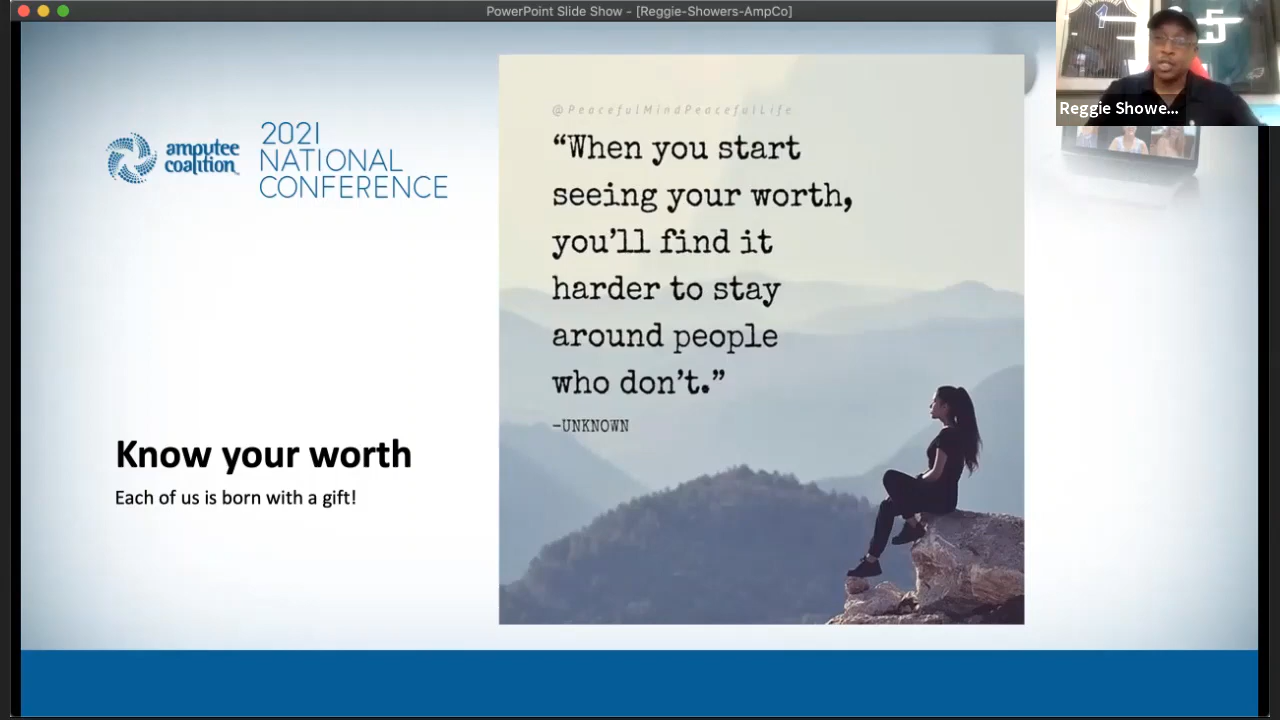 PowerPoint Slide Show - [Reggie-Showers-AmpCo]
Reggie Showe...
amputee
coalition
2021
NATIONAL
CONFERENCE
@PeacefulMindPeacefulLife
“When you start
seeing your worth,
you’ll find it
harder to stay
around people
who don’t.”
–UNKNOWN
Know your worth
Each of us is born with a gift!